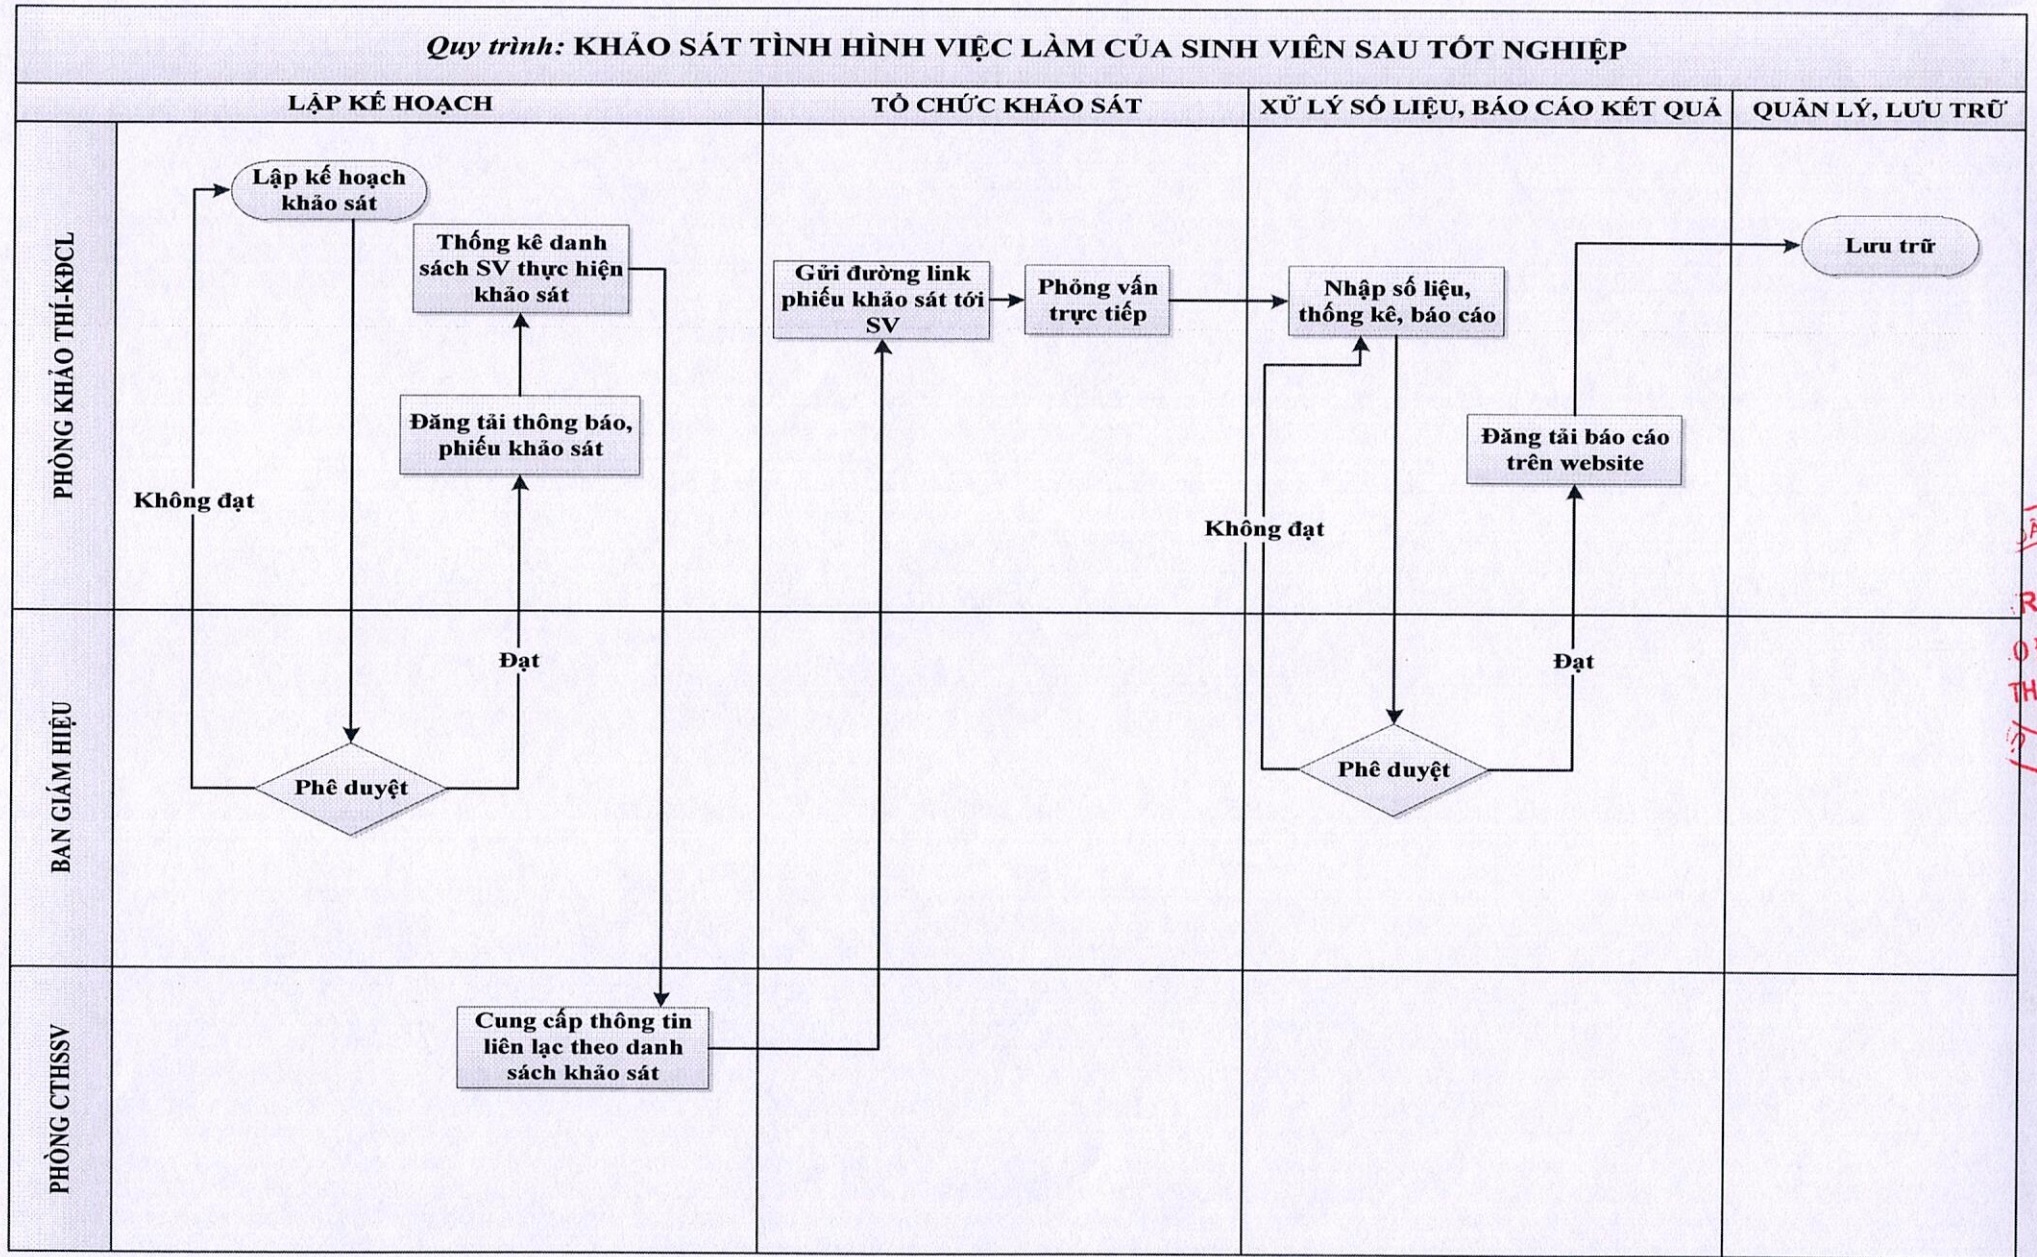 Quy trình: KHẢO SÁT TÌNH HÌNH VIỆC LÀM CỦA SINH VIÊN SAU TỐT NGHIỆP
LẬP KẾ HOẠCH
TỔ CHỨC KHẢO SÁT
XỬ LÝ SỐ LIỆU, BÁO CÁO KẾT QUẢ
QUẢN LÝ, LƯU TRỮ
PHÒNG KHẢO THÍ-KĐCL
Lập kế hoạch
khảo sát
Thống kê danh
sách SV thực hiện
khảo sát
Đăng tải thông báo,
phiếu khảo sát
Không đạt
Gửi đường link
phiếu khảo sát tới
SV
Phỏng vấn
trực tiếp
Nhập số liệu,
thống kê, báo cáo
Không đạt
Đăng tải báo cáo
trên website
Lưu trữ
BAN GIÁM HIỆU
Đạt
Phê duyệt
Đạt
Phê duyệt
PHÒNG CTHSSV
Cung cấp thông tin
liên lạc theo danh
sách khảo sát
R
TH